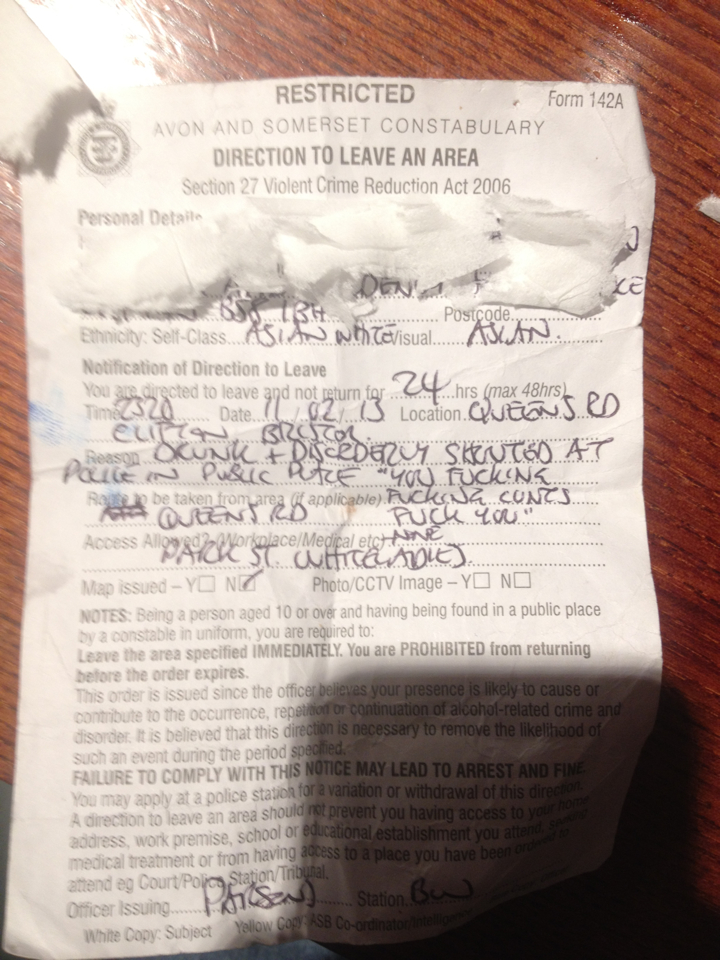 RESTRICTED Form 142A
AVON AND SOMERSET CONSTABULARY
DIRECTION TO LEAVE AN AREA
Section 27 Violent Crime Reduction Act 2006
Personal Details
BS8 1BH Postcode
Ethnicity: Self-Class... ASIAN WHITE /isual ASIAN.
Notification of Direction to Leave
You are directed to leave and not return for 24 hrs (max 48hrs)
Time 2320 Date 11/02/13 Location QUEENS RD
CLIFTON, BRISTOL.
Reason DRUNK + DISORDERLY SHOUTED AT
POLICE IN PUBLIC PLACE "YOU FUCKING
Route to be taken from area (if applicable) FUCKING CUNTS
QUEENS RD FUCK YOU"
Access Allowed? (Workplace/Medical etc) NONE
PARK ST. WHITELADIES.
Map issued – Y☐ N☑ Photo/CCTV Image – Y☐ N☐
NOTES: Being a person aged 10 or over and having being found in a public place
by a constable in uniform, you are required to:
Leave the area specified IMMEDIATELY. You are PROHIBITED from returning
before the order expires.
This order is issued since the officer believes your presence is likely to cause or
contribute to the occurrence, repetition or continuation of alcohol-related crime and
disorder. It is believed that this direction is necessary to remove the likelihood of
such an event during the period specified.
FAILURE TO COMPLY WITH THIS NOTICE MAY LEAD TO ARREST AND FINE.
You may apply at a police station for a variation or withdrawal of this direction.
A direction to leave an area should not prevent you having access to your home
address, work premise, school or educational establishment you attend, seeking
medical treatment or from having access to a place you have been ordered to
attend eg Court/Police Station/Tribunal.
Officer Issuing PARSONS Station BW
White Copy: Subject Yellow Copy: ASB Co-ordinator/Intelligence